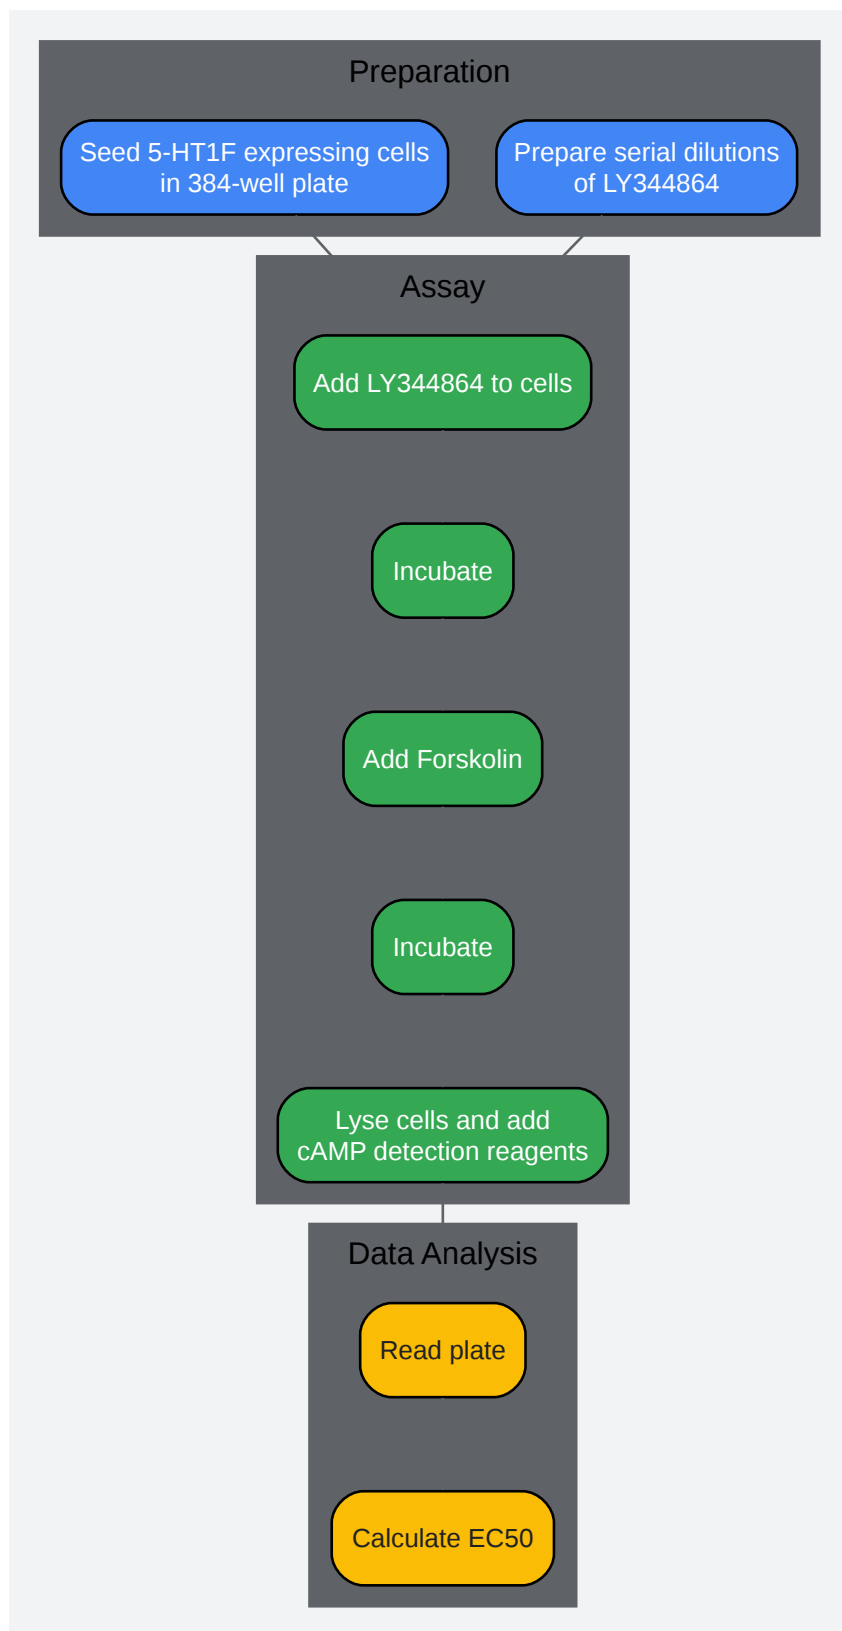 Preparation
Seed 5-HT1F expressing cells
in 384-well plate
Prepare serial dilutions
of LY344864
Assay
Add LY344864 to cells
Incubate
Add Forskolin
Incubate
Lyse cells and add
cAMP detection reagents
Data Analysis
Read plate
Calculate EC50